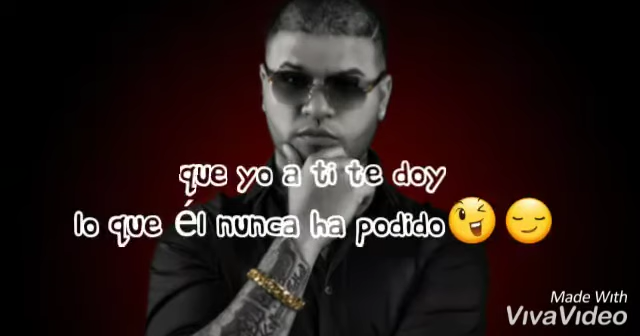 que yo a ti te doy
lo que él nunca ha podido😉😏
Made With
VivaVideo